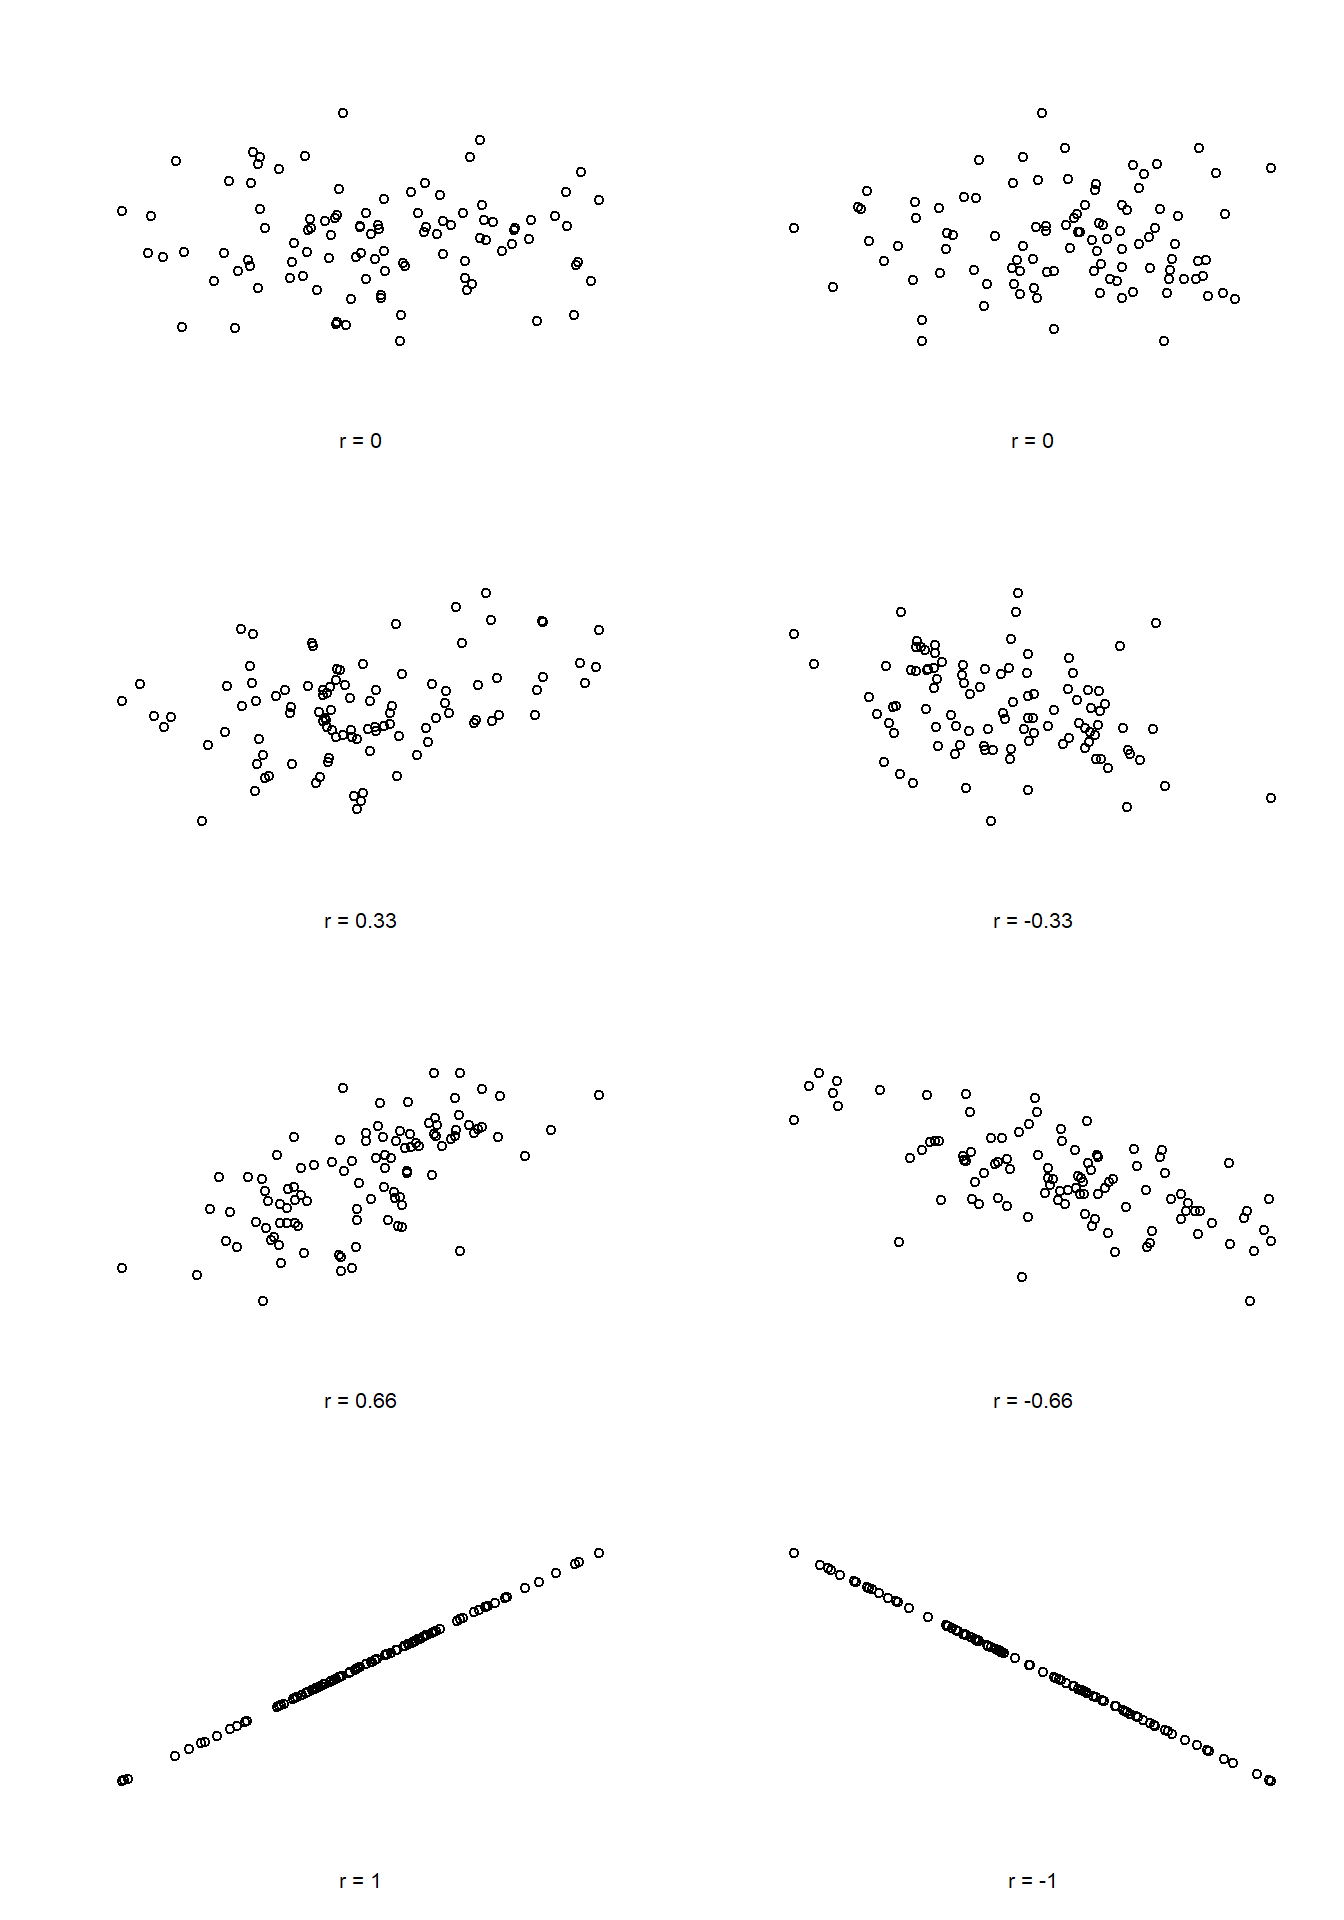 r = 0
r = 0
r = 0.33
r = -0.33
r = 0.66
r = -0.66
r = 1
r = -1